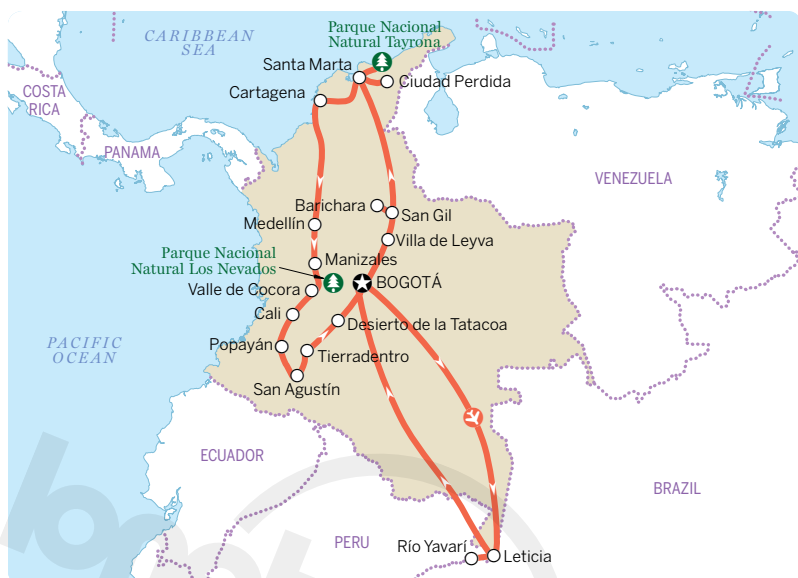 Parque Nacional
Natural Tayrona
CARIBBEAN
SEA
Santa Marta
Ciudad Perdida
COSTA
RICA
Cartagena
PANAMA
VENEZUELA
Barichara
San Gil
Medellín
Villa de Leyva
Parque Nacional
Natural Los Nevados
Manizales
BOGOTÁ
Valle de Cocora
Cali
Desierto de la Tatacoa
PACIFIC
OCEAN
Popayán
Tierradentro
San Agustín
ECUADOR
BRAZIL
PERU
Río Yavarí
Leticia